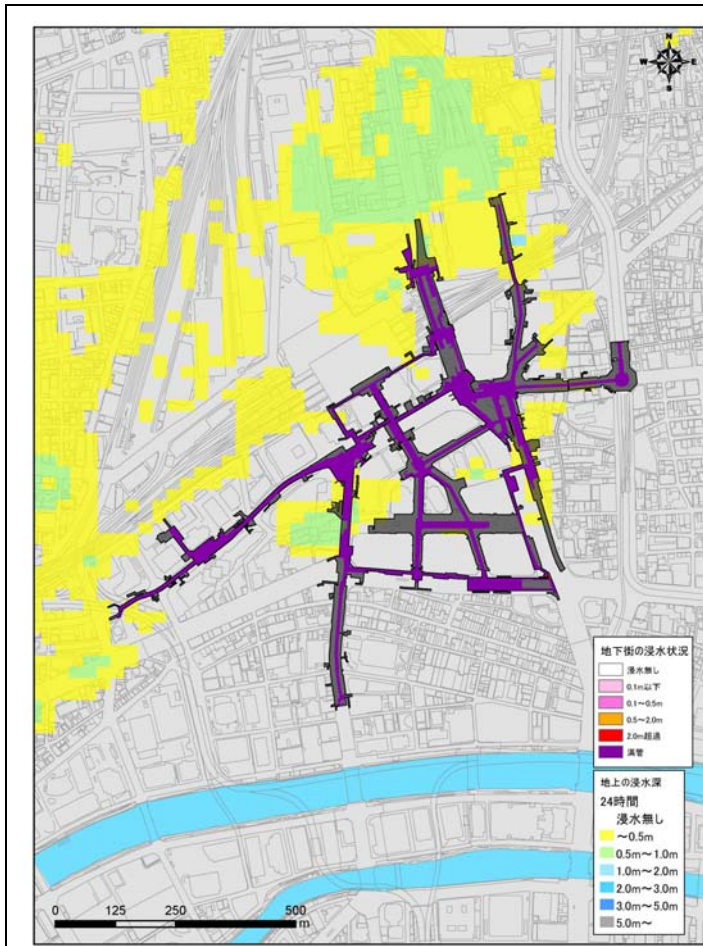 N
W
E
S
地下街の浸水状況
浸水無し
0.1m以下
0.1～0.5m
0.5～2.0m
2.0m超過
満管
地上の浸水深
24時間
浸水無し
～0.5m
0.5m～1.0m
1.0m～2.0m
2.0m～3.0m
3.0m～5.0m
5.0m～
0 125 250 500
m